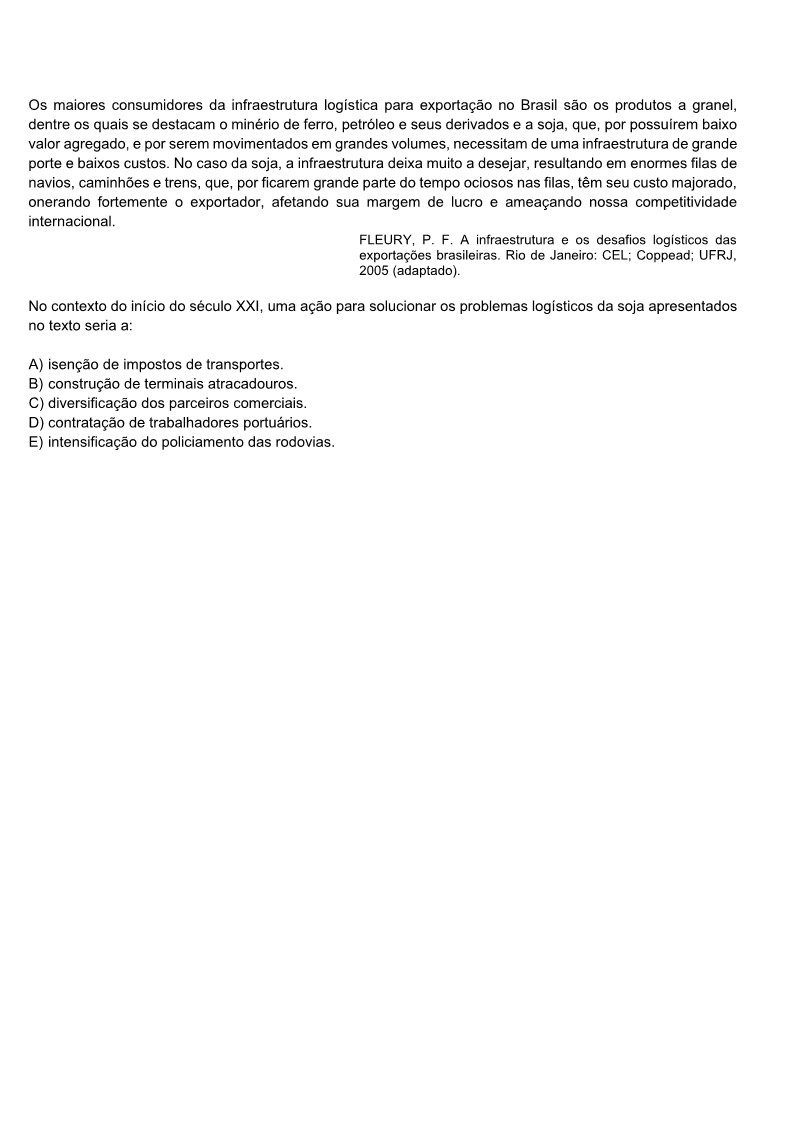 Os maiores consumidores da infraestrutura logística para exportação no Brasil são os produtos a granel,
dentre os quais se destacam o minério de ferro, petróleo e seus derivados e a soja, que, por possuírem baixo
valor agregado, e por serem movimentados em grandes volumes, necessitam de uma infraestrutura de grande
porte e baixos custos. No caso da soja, a infraestrutura deixa muito a desejar, resultando em enormes filas de
navios, caminhões e trens, que, por ficarem grande parte do tempo ociosos nas filas, têm seu custo majorado,
onerando fortemente o exportador, afetando sua margem de lucro e ameaçando nossa competitividade
internacional.
FLEURY, P. F. A infraestrutura e os desafios logísticos das
exportações brasileiras. Rio de Janeiro: CEL; Coppead; UFRJ,
2005 (adaptado).
No contexto do início do século XXI, uma ação para solucionar os problemas logísticos da soja apresentados
no texto seria a:
A) isenção de impostos de transportes.
B) construção de terminais atracadouros.
C) diversificação dos parceiros comerciais.
D) contratação de trabalhadores portuários.
E) intensificação do policiamento das rodovias.